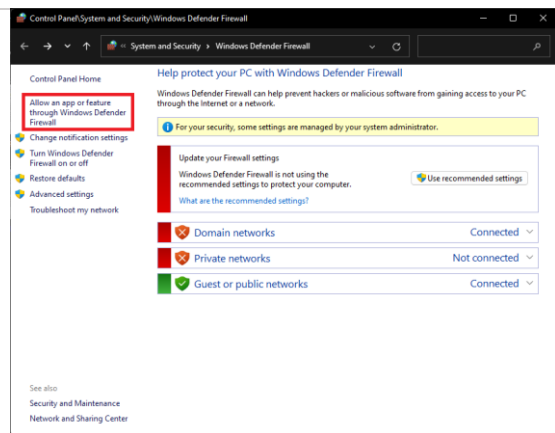 Control Panel\System and Security\Windows Defender Firewall
« System and Security › Windows Defender Firewall
Control Panel Home
Allow an app or feature
through Windows Defender
Firewall
Change notification settings
Turn Windows Defender
Firewall on or off
Restore defaults
Advanced settings
Troubleshoot my network
Help protect your PC with Windows Defender Firewall
Windows Defender Firewall can help prevent hackers or malicious software from gaining access to your PC
through the Internet or a network.
For your security, some settings are managed by your system administrator.
Update your Firewall settings
Windows Defender Firewall is not using the
recommended settings to protect your computer.
What are the recommended settings?
Use recommended settings
Domain networks Connected
Private networks Not connected
Guest or public networks Connected
See also
Security and Maintenance
Network and Sharing Center